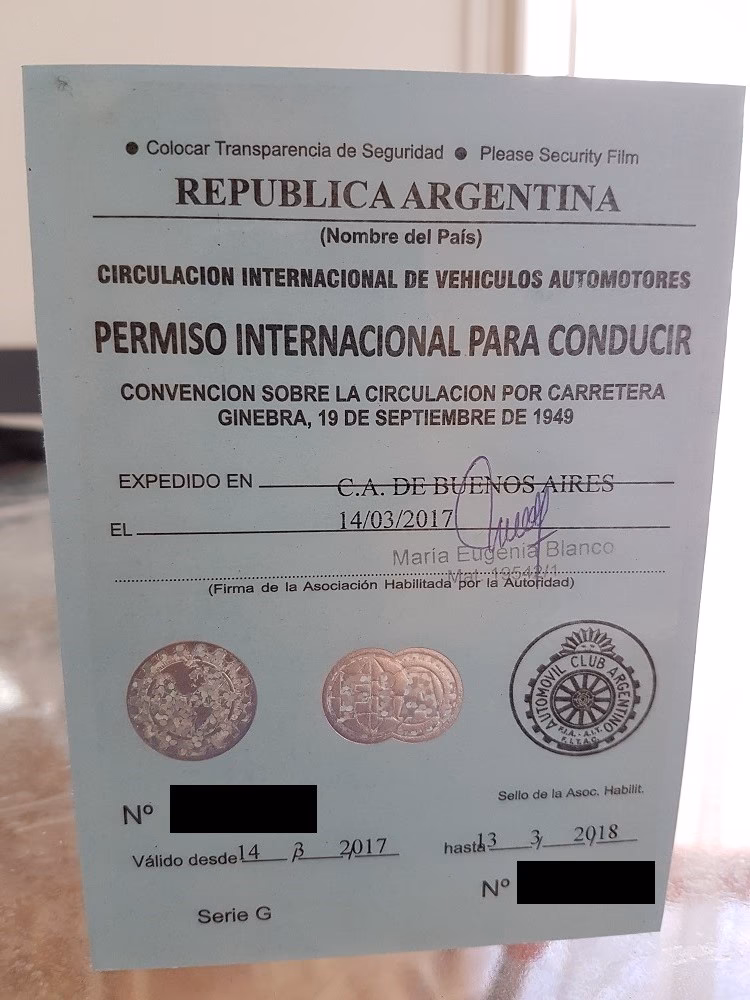 ● Colocar Transparencia de Seguridad ● Please Security Film
REPUBLICA ARGENTINA
(Nombre del País)
CIRCULACION INTERNACIONAL DE VEHICULOS AUTOMOTORES
PERMISO INTERNACIONAL PARA CONDUCIR
CONVENCION SOBRE LA CIRCULACION POR CARRETERA
GINEBRA, 19 DE SEPTIEMBRE DE 1949
EXPEDIDO EN C.A. DE BUENOS AIRES
EL 14/03/2017
María Eugenia Blanco
Mat.
(Firma de la Asociación Habilitada por la Autoridad)
AUTOMOVIL CLUB ARGENTINO
F.I.A. - A.I.T.
F.I.T.A.C.
Sello de la Asoc. Habilit.
Nº
Válido desde 14 3 2017 hasta 13 3 2018
Nº
Serie G